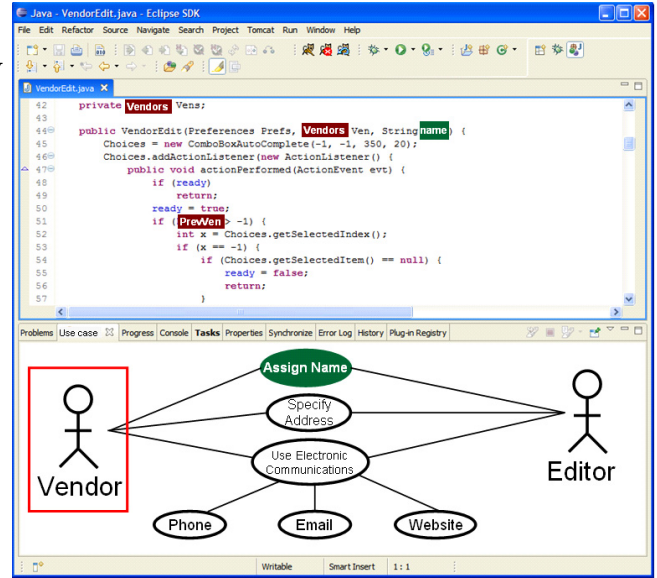 Java - VendorEdit.java - Eclipse SDK
File Edit Refactor Source Navigate Search Project Tomcat Run Window Help
VendorEdit.java
42 private Vendors Vens;
43
44 public VendorEdit(Preferences Prefs, Vendors Ven, String name) {
45 Choices = new ComboBoxAutoComplete(-1, -1, 350, 20);
46 Choices.addActionListener(new ActionListener() {
47 public void actionPerformed(ActionEvent evt) {
48 if (ready)
49 return;
50 ready = true;
51 if (PrevVen > -1) {
52 int x = Choices.getSelectedIndex();
53 if (x == -1) {
54 if (Choices.getSelectedItem() == null) {
55 ready = false;
56 return;
57 }
Problems Use case Progress Console Tasks Properties Synchronize Error Log History Plug-in Registry
Assign Name
Specify
Address
Use Electronic
Communications
Vendor
Editor
Phone Email Website
Writable Smart Insert 1 : 1